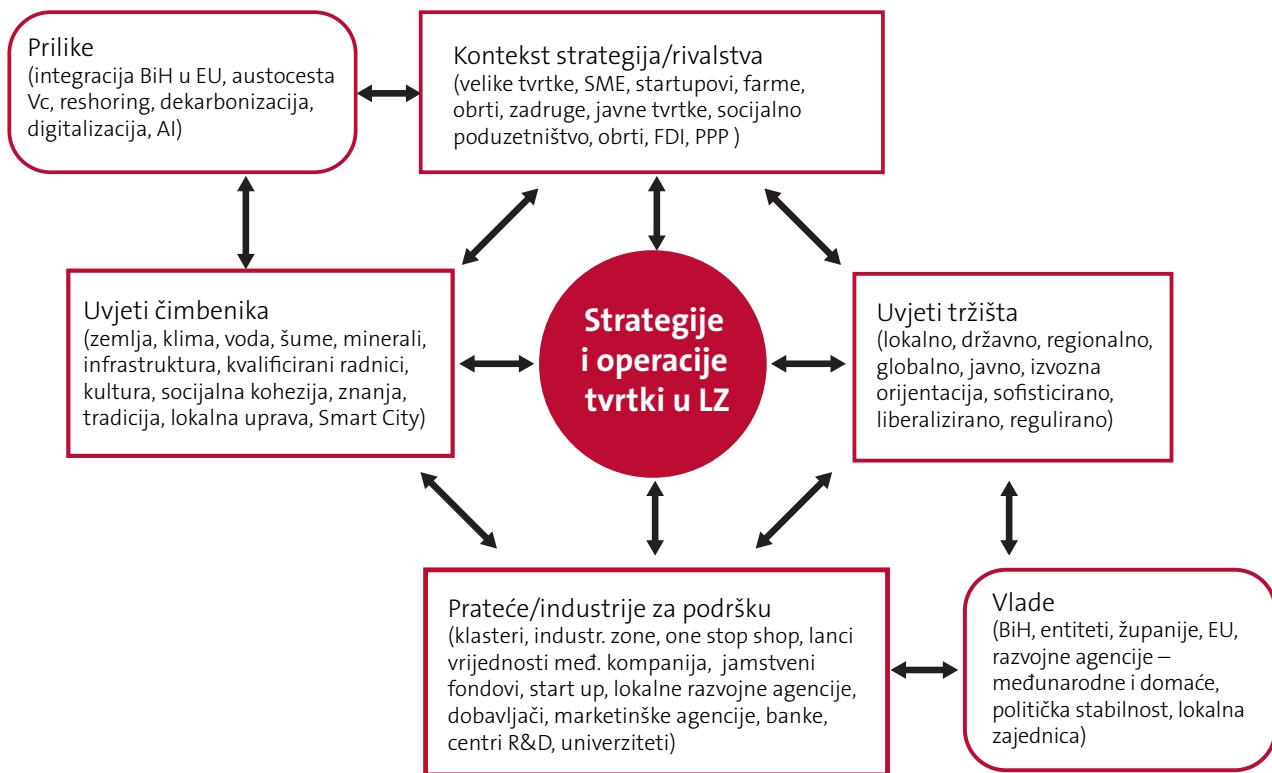 Prilike
(integracija BiH u EU, austocesta
Vc, reshoring, dekarbonizacija,
digitalizacija, AI)
Kontekst strategija/rivalstva
(velike tvrtke, SME, startupovi, farme,
obrti, zadruge, javne tvrtke, socijalno
poduzetništvo, obrti, FDI, PPP )
Uvjeti čimbenika
(zemlja, klima, voda, šume, minerali,
infrastruktura, kvalificirani radnici,
kultura, socijalna kohezija, znanja,
tradicija, lokalna uprava, Smart City)
Strategije
i operacije
tvrtki u LZ
Uvjeti tržišta
(lokalno, državno, regionalno,
globalno, javno, izvozna
orijentacija, sofisticirano,
liberalizirano, regulirano)
Prateće/industrije za podršku
(klasteri, industr. zone, one stop shop, lanci
vrijednosti međ. kompanija, jamstveni
fondovi, start up, lokalne razvojne agencije,
dobavljači, marketinške agencije, banke,
centri R&D, univerziteti)
Vlade
(BiH, entiteti, županije, EU,
razvojne agencije –
međunarodne i domaće,
politička stabilnost, lokalna
zajednica)